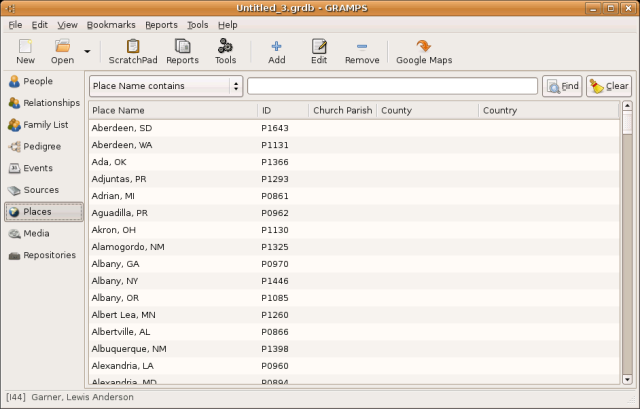 Untitled_3.grdb - GRAMPS
File Edit View Bookmarks Reports Tools Help
New Open ScratchPad Reports Tools Add Edit Remove Google Maps
People
Relationships
Family List
Pedigree
Events
Sources
Places
Media
Repositories
Place Name contains Find Clear
Place Name ID Church Parish County Country
Aberdeen, SD P1643
Aberdeen, WA P1131
Ada, OK P1366
Adjuntas, PR P1293
Adrian, MI P0861
Aguadilla, PR P0962
Akron, OH P1130
Alamogordo, NM P1325
Albany, GA P0970
Albany, NY P1446
Albany, OR P1085
Albert Lea, MN P1260
Albertville, AL P0866
Albuquerque, NM P1398
Alexandria, LA P0960
Alexandria, MD P0894
[I44] Garner, Lewis Anderson